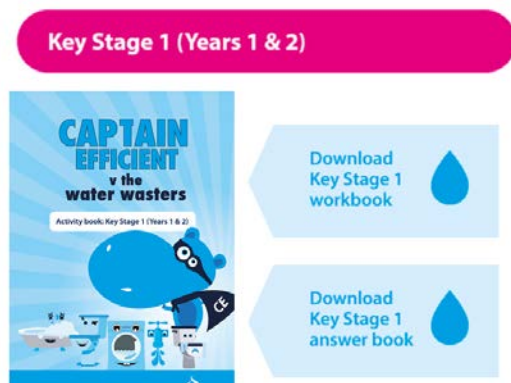 Key Stage 1 (Years 1 & 2)
CAPTAIN
EFFICIENT
v the
water wasters
Activity book: Key Stage 1 (Years 1 & 2)
CE
Download
Key Stage 1
workbook
Download
Key Stage 1
answer book